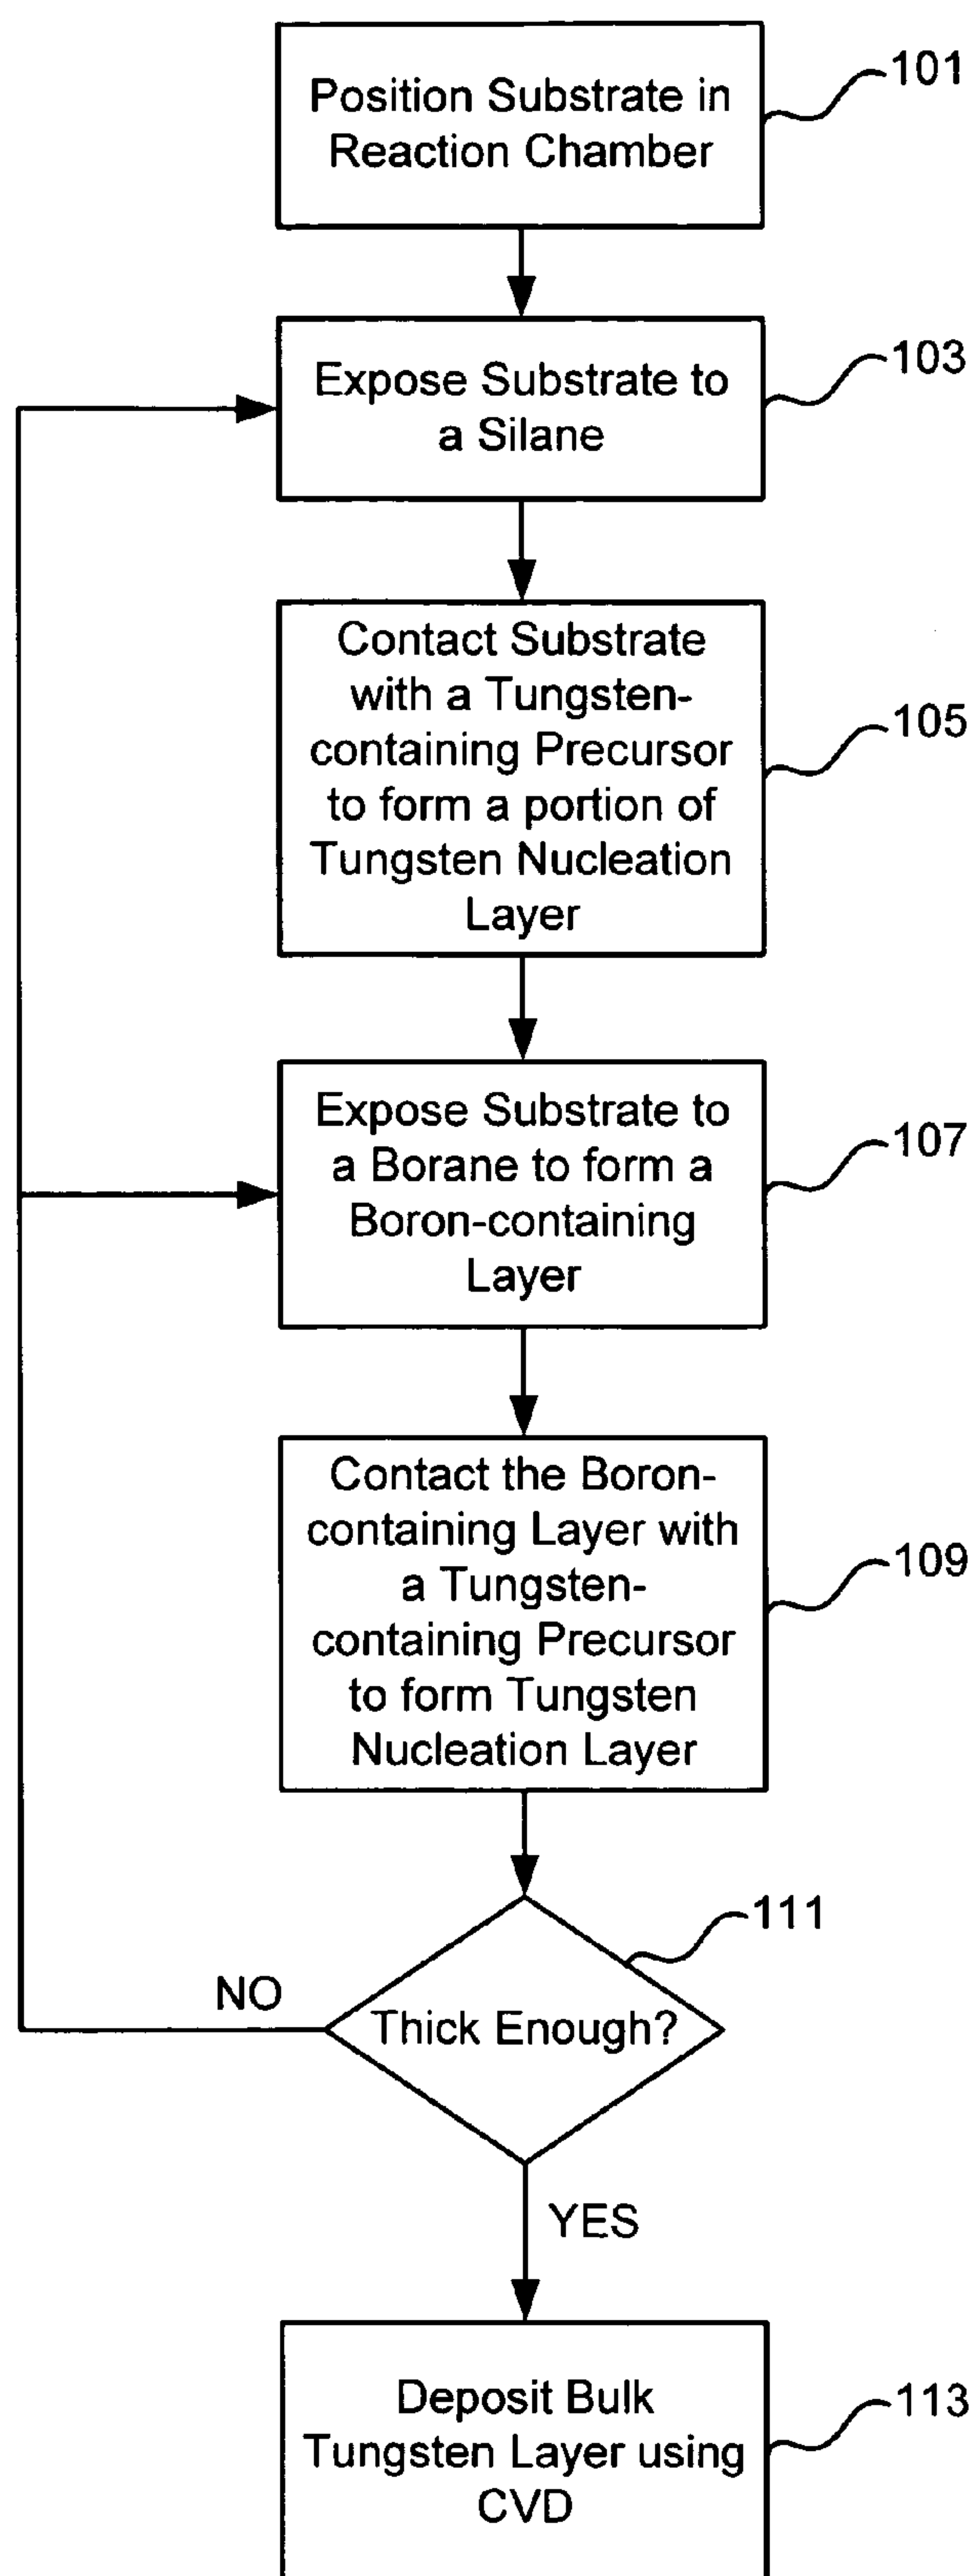 Position Substrate in
Reaction Chamber
101
Expose Substrate to
a Silane
103
Contact Substrate
with a Tungsten-
containing Precursor
to form a portion of
Tungsten Nucleation
Layer
105
Expose Substrate to
a Borane to form a
Boron-containing
Layer
107
Contact the Boron-
containing Layer with
a Tungsten-
containing Precursor
to form Tungsten
Nucleation Layer
109
111
NO
Thick Enough?
YES
Deposit Bulk
Tungsten Layer using
CVD
113